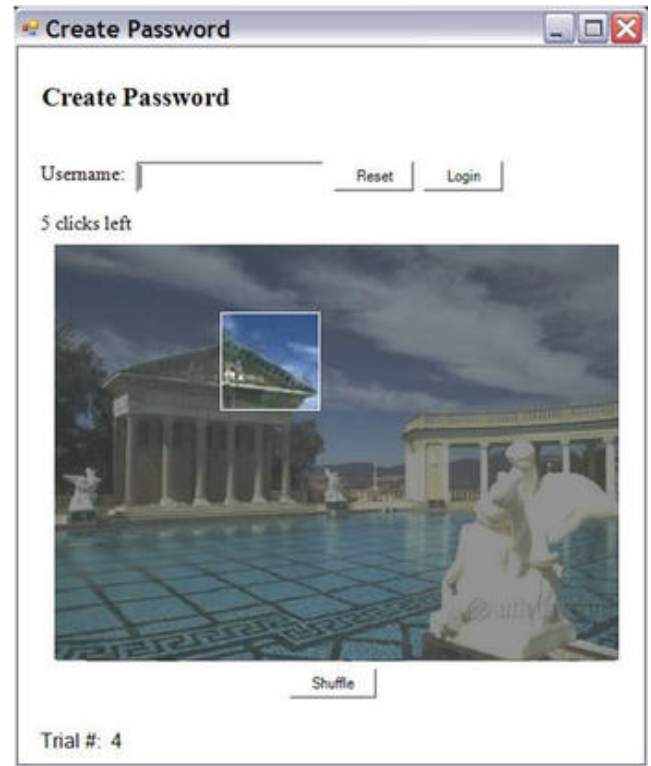 Create Password
Create Password
Username: Reset Login
5 clicks left
Shuffle
Trial #: 4